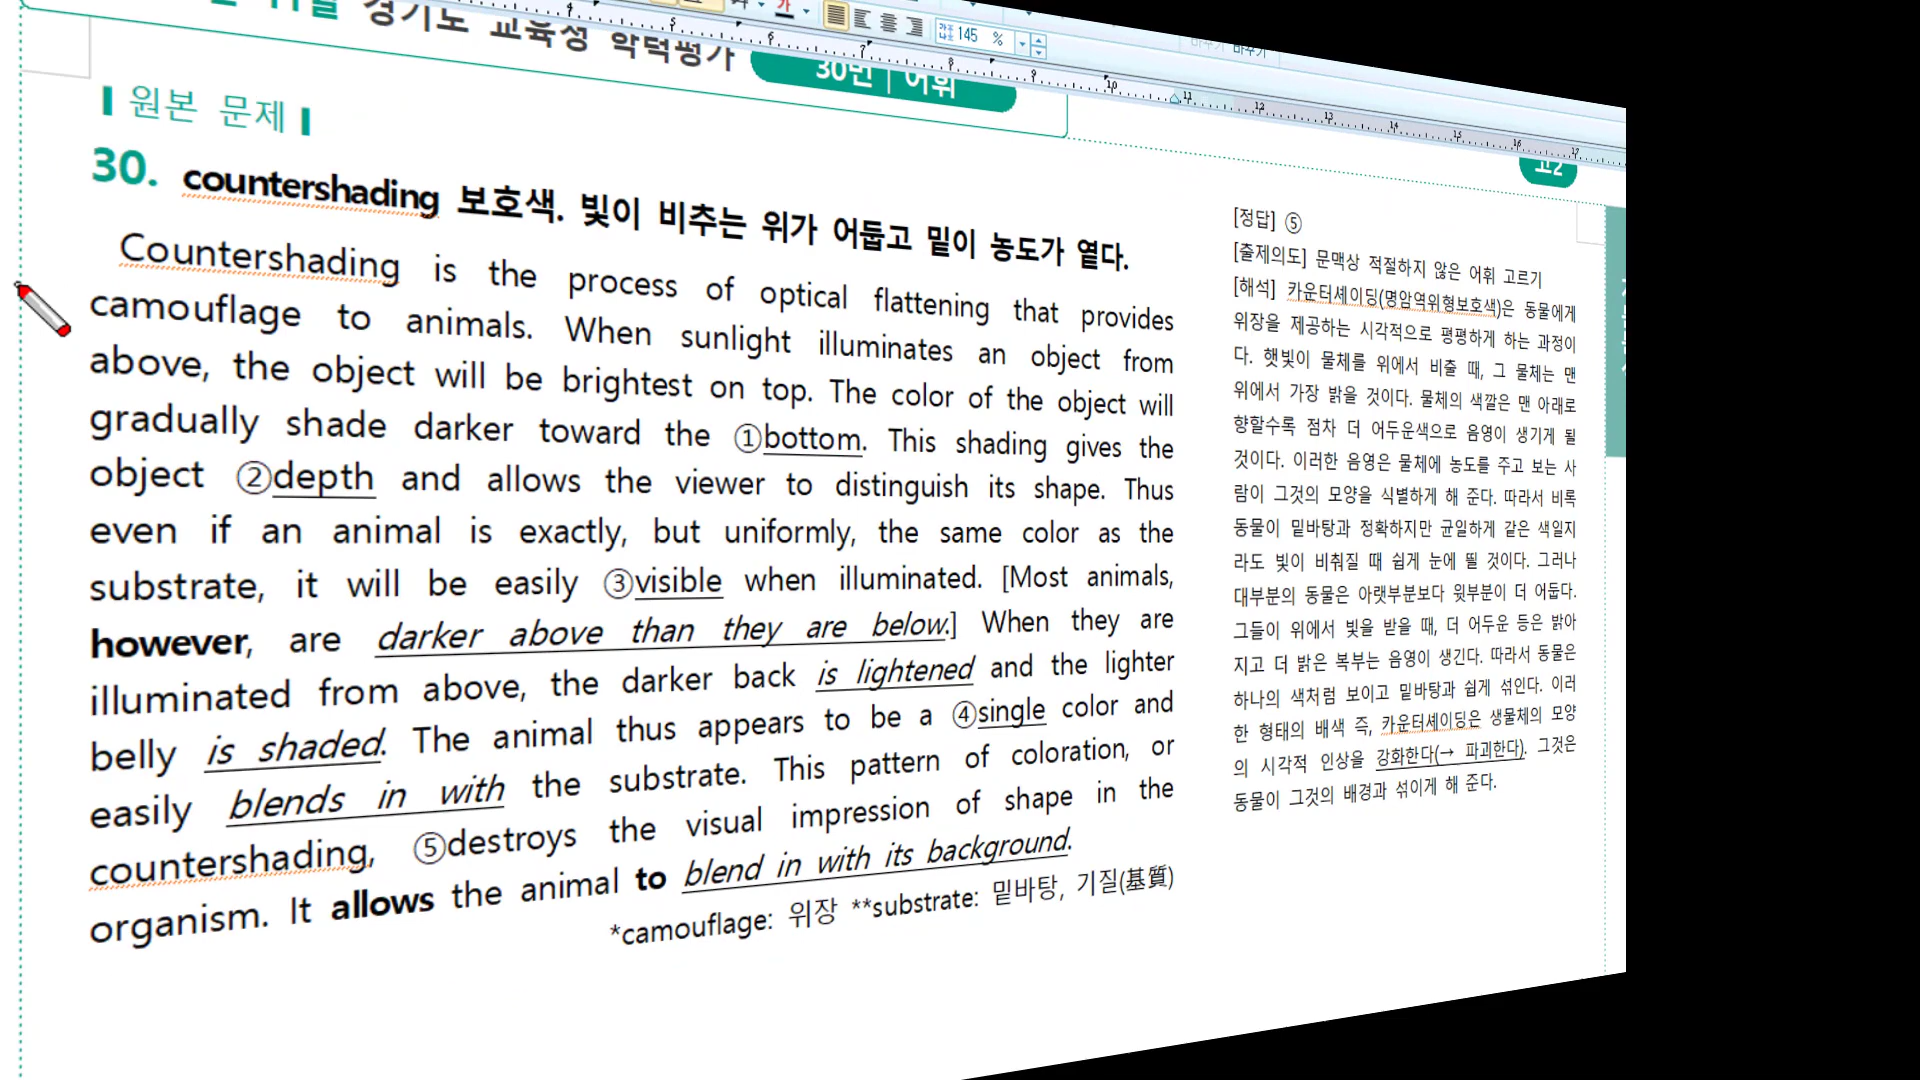 경기도 교육청 학력평가
30번 | 어휘
145 %
4 5 6 7 8 9 10 11 12 13 14 15 16 17
고2
원본 문제
30. countershading 보호색. 빛이 비추는 위가 어둡고 밑이 농도가 옅다.
Countershading is the process of optical flattening that provides
camouflage to animals. When sunlight illuminates an object from
above, the object will be brightest on top. The color of the object will
gradually shade darker toward the ①bottom. This shading gives the
object ②depth and allows the viewer to distinguish its shape. Thus
even if an animal is exactly, but uniformly, the same color as the
substrate, it will be easily ③visible when illuminated. [Most animals,
however, are darker above than they are below.] When they are
illuminated from above, the darker back is lightened and the lighter
belly is shaded. The animal thus appears to be a ④single color and
easily blends in with the substrate. This pattern of coloration, or
countershading, ⑤destroys the visual impression of shape in the
organism. It allows the animal to blend in with its background.
*camouflage: 위장 **substrate: 밑바탕, 기질(基質)
[정답] ⑤
[출제의도] 문맥상 적절하지 않은 어휘 고르기
[해석] 카운터셰이딩(명암역위형보호색)은 동물에게
위장을 제공하는 시각적으로 평평하게 하는 과정이
다. 햇빛이 물체를 위에서 비출 때, 그 물체는 맨
위에서 가장 밝을 것이다. 물체의 색깔은 맨 아래로
향할수록 점차 더 어두운색으로 음영이 생기게 될
것이다. 이러한 음영은 물체에 농도를 주고 보는 사
람이 그것의 모양을 식별하게 해 준다. 따라서 비록
동물이 밑바탕과 정확하지만 균일하게 같은 색일지
라도 빛이 비춰질 때 쉽게 눈에 띌 것이다. 그러나
대부분의 동물은 아랫부분보다 윗부분이 더 어둡다.
그들이 위에서 빛을 받을 때, 더 어두운 등은 밝아
지고 더 밝은 복부는 음영이 생긴다. 따라서 동물은
하나의 색처럼 보이고 밑바탕과 쉽게 섞인다. 이러
한 형태의 배색 즉, 카운터셰이딩은 생물체의 모양
의 시각적 인상을 강화한다(→ 파괴한다). 그것은
동물이 그것의 배경과 섞이게 해 준다.